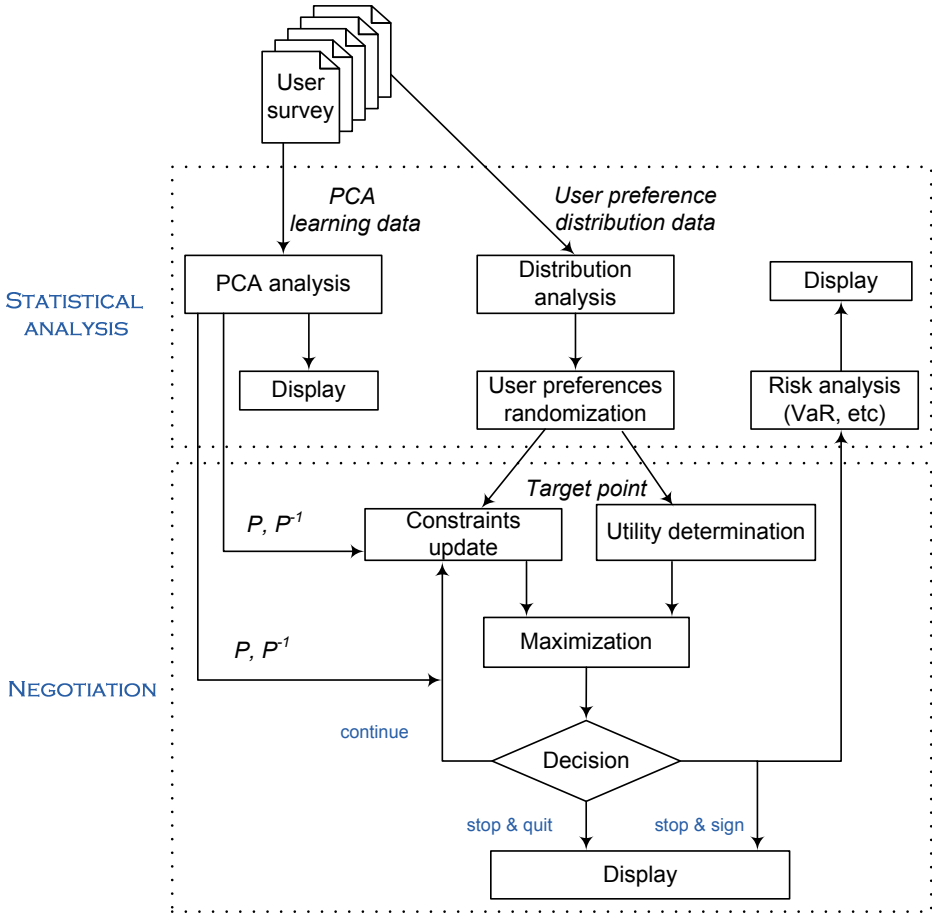 User
survey
PCA
learning data
User preference
distribution data
PCA analysis
Distribution
analysis
Display
STATISTICAL
ANALYSIS
Display
User preferences
randomization
Risk analysis
(VaR, etc)
Target point
P, P⁻¹
Constraints
update
Utility determination
P, P⁻¹
Maximization
NEGOTIATION
continue
Decision
stop & quit
stop & sign
Display